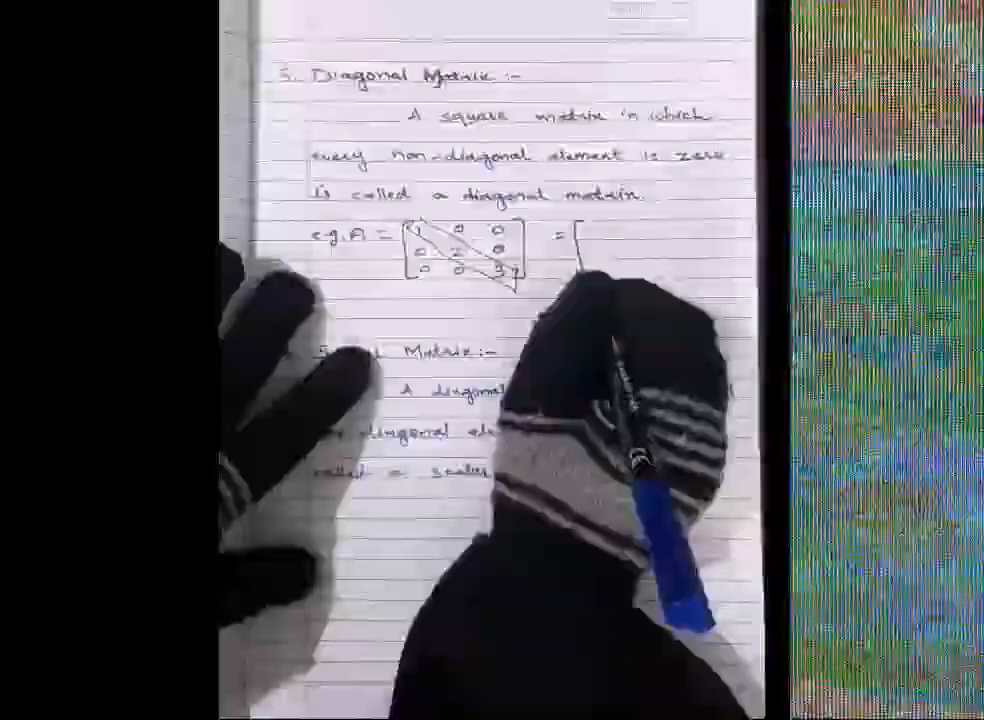 5. Diagonal Matrix :-
A square matrix in which
every non-diagonal element is zero
is called a diagonal matrix.
e.g. A = [ 1 0 0 = [
0 2 0
0 0 3 ]
Matrix:-
A diagonal
diagonal
called a scalar